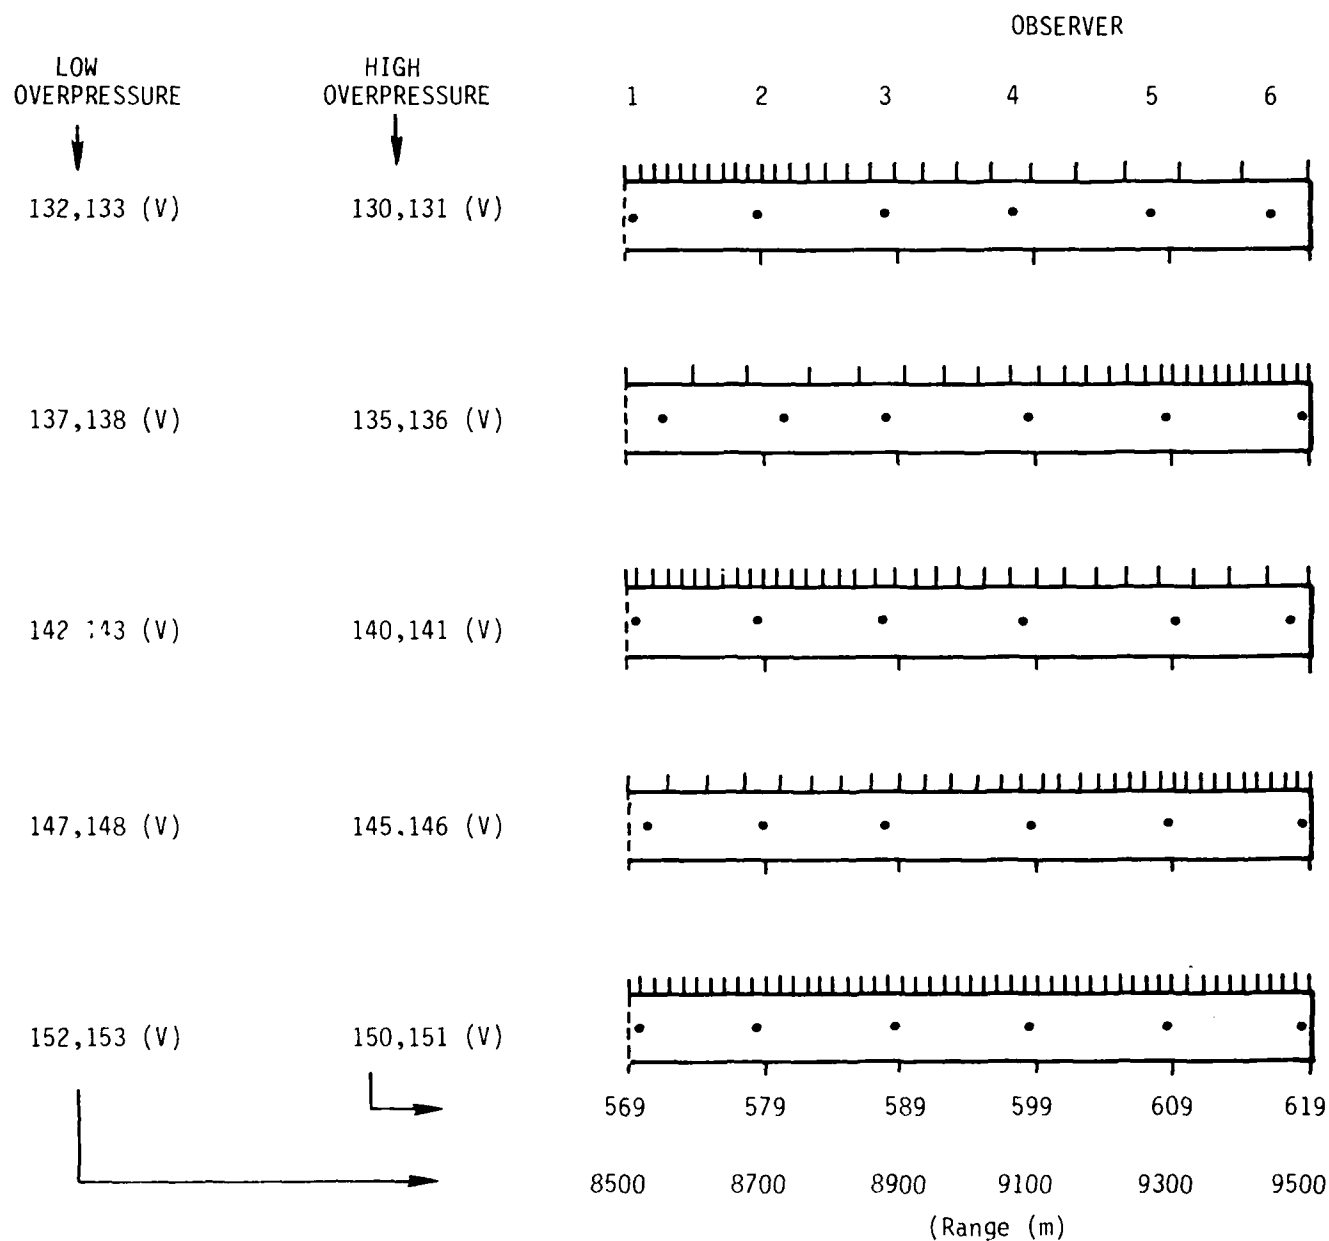 OBSERVER
LOW
OVERPRESSURE
HIGH
OVERPRESSURE
1 2 3 4 5 6
132,133 (V) 130,131 (V)
137,138 (V) 135,136 (V)
142 (V) 140,141 (V)
147,148 (V) 145.146 (V)
152,153 (V) 150,151 (V)
569 579 589 599 609 619
8500 8700 8900 9100 9300 9500
(Range (m)